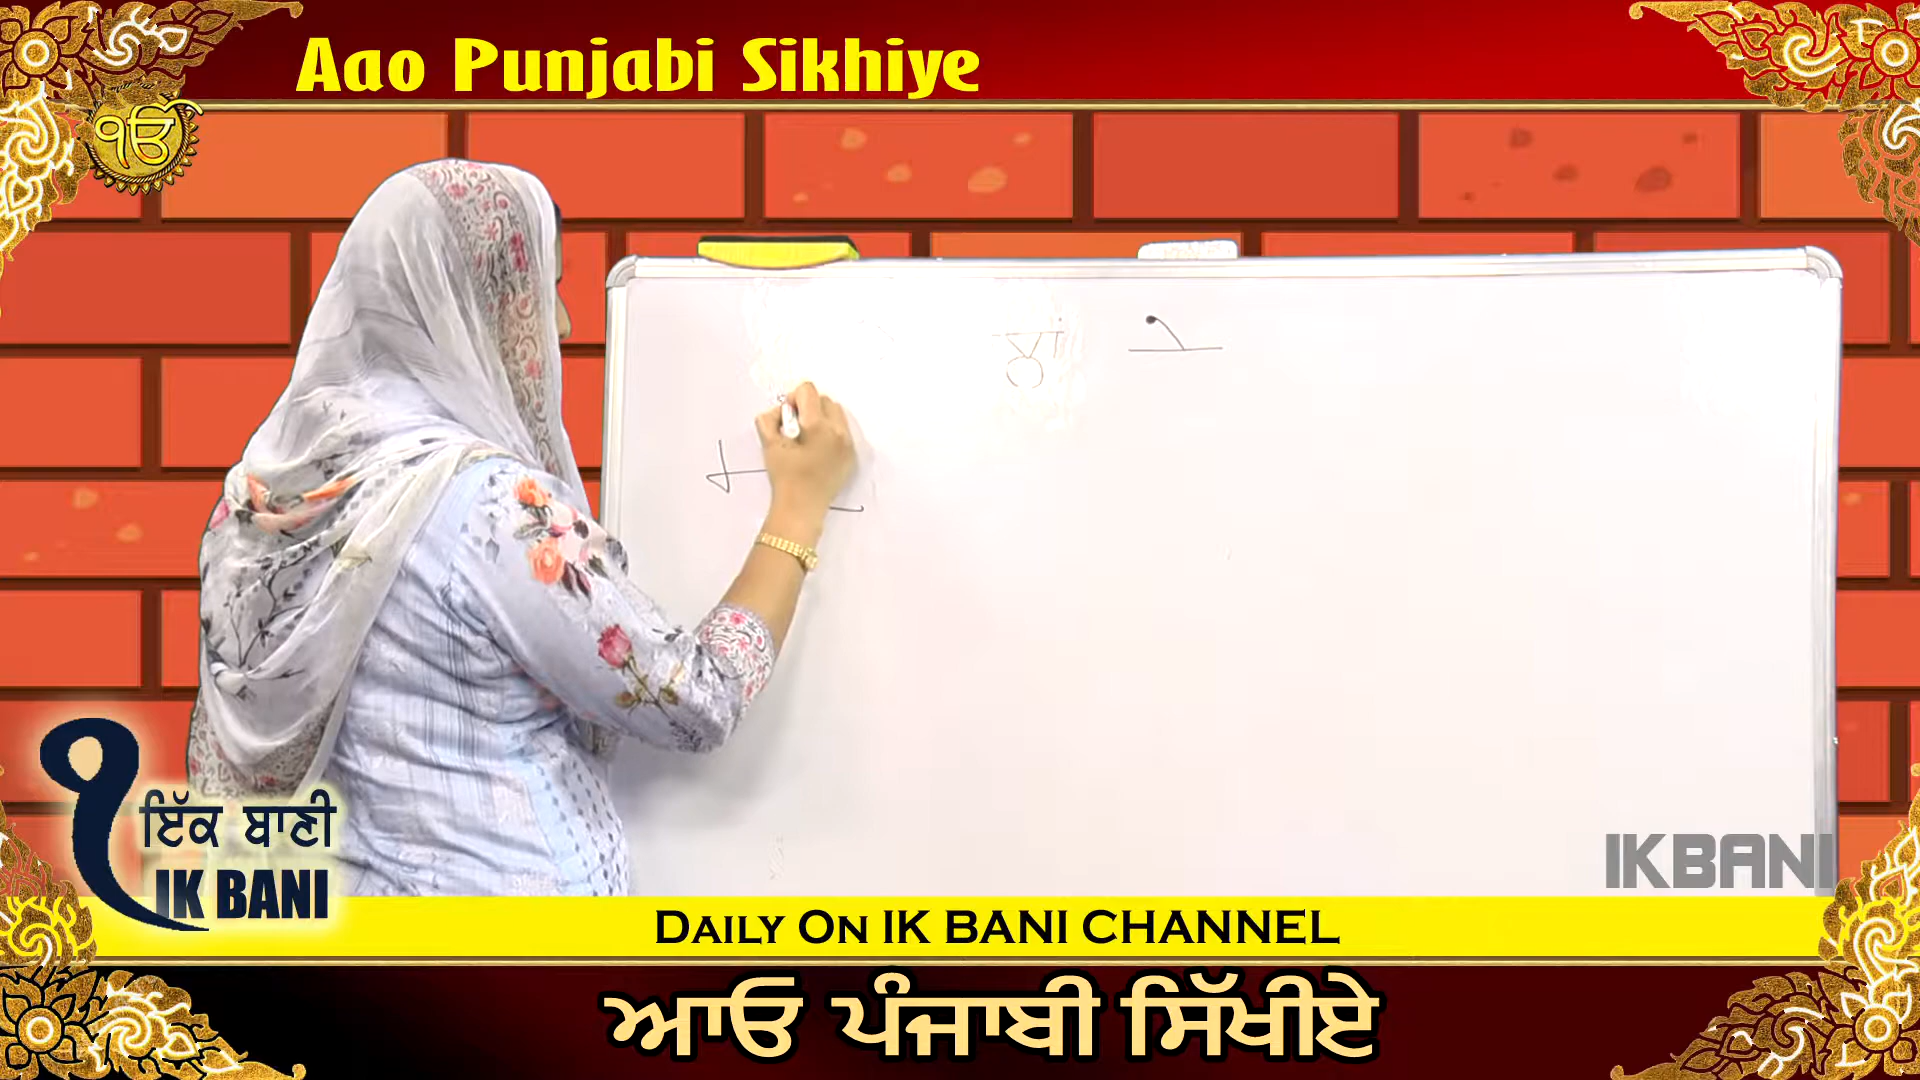 Aao Punjabi Sikhiye
ੴ
ਇੱਕ ਬਾਣੀ
IK BANI
IKBANI
DAILY ON IK BANI CHANNEL
ਆਓ ਪੰਜਾਬੀ ਸਿੱਖੀਏ